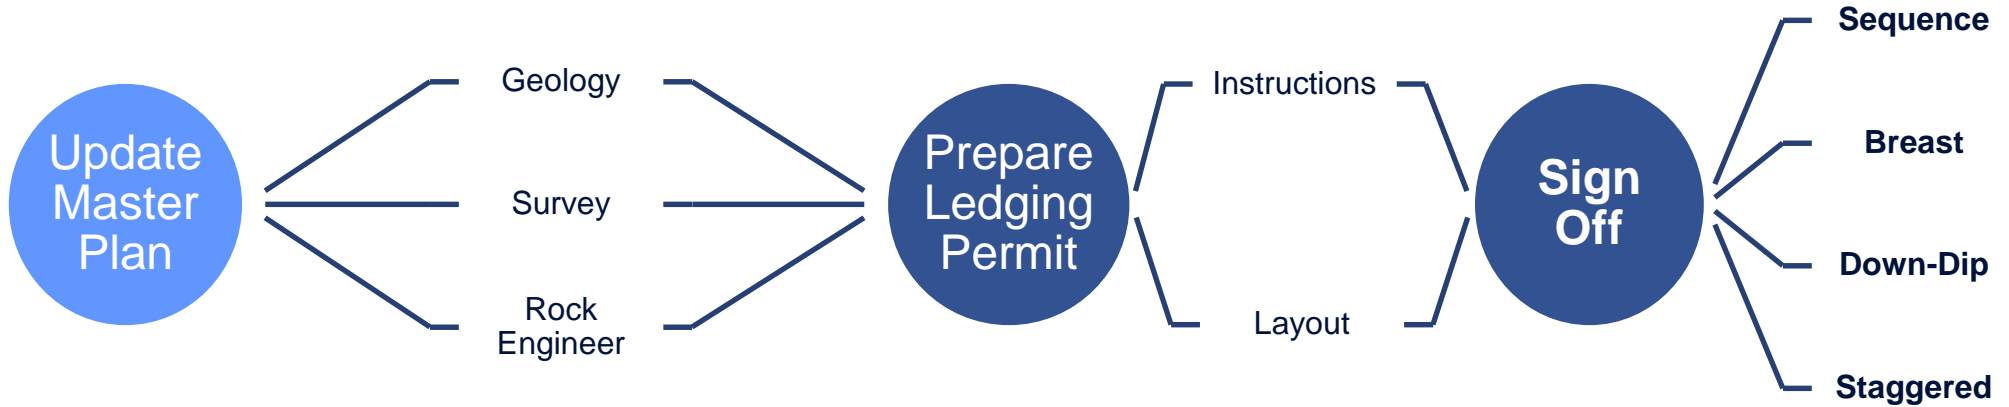 Update
Master
Plan
Geology
Survey
Rock
Engineer
Prepare
Ledging
Permit
Instructions
Layout
Sign
Off
Sequence
Breast
Down-Dip
Staggered